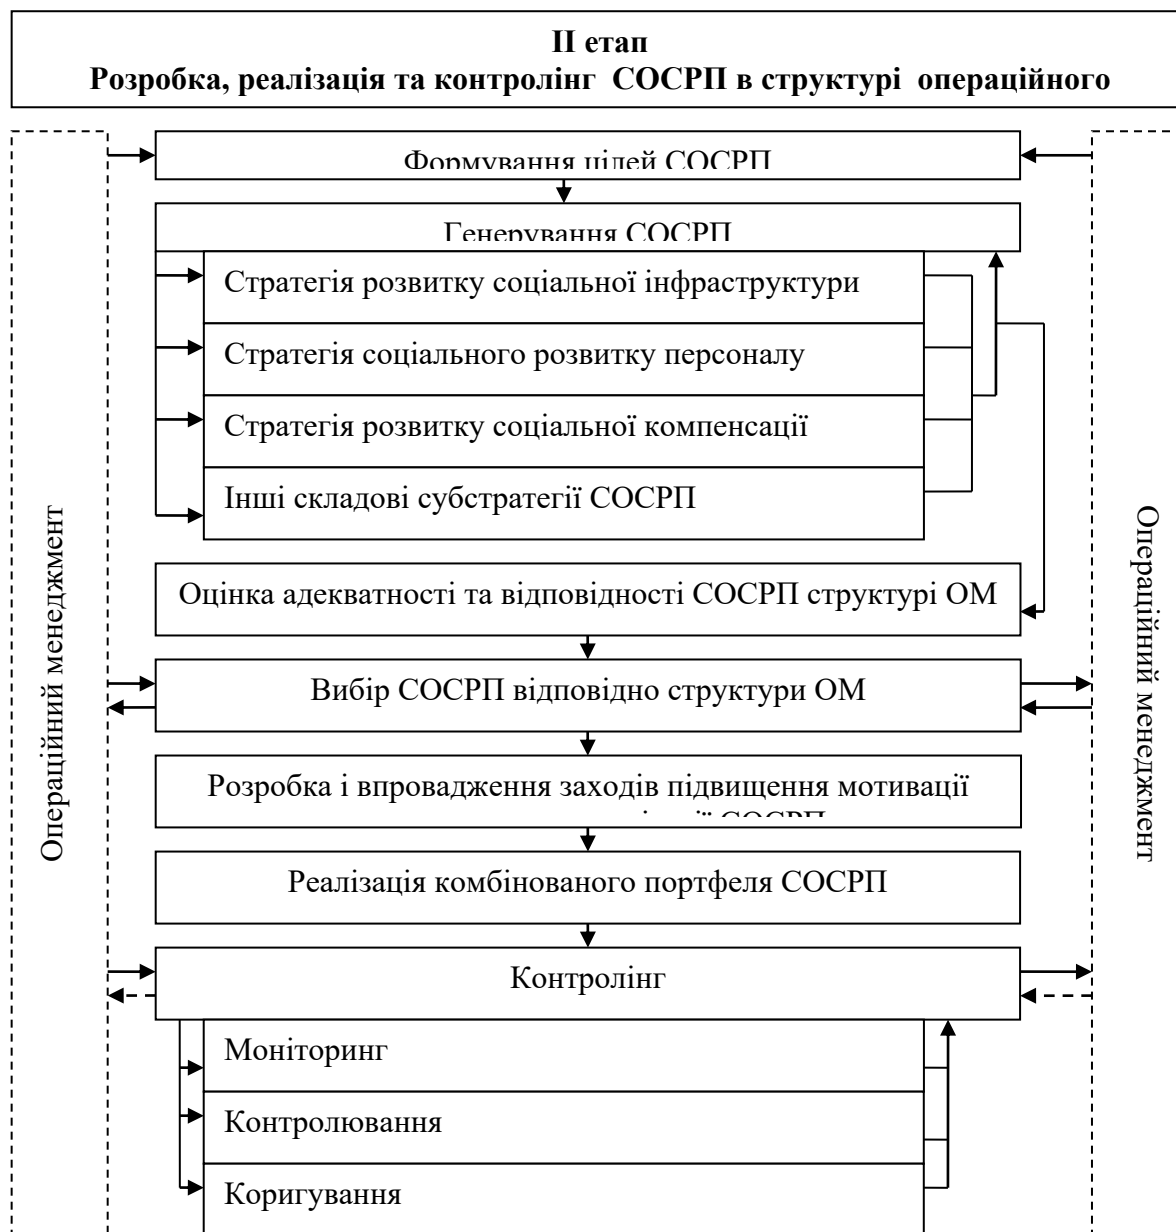 ІІ етап
Розробка, реалізація та контролінг СОСРП в структурі операційного
Формування цілей СОСРП
Генерування СОСРП
Стратегія розвитку соціальної інфраструктури
Стратегія соціального розвитку персоналу
Стратегія розвитку соціальної компенсації
Інші складові субстратегії СОСРП
Оцінка адекватності та відповідності СОСРП структурі ОМ
Вибір СОСРП відповідно структури ОМ
Розробка і впровадження заходів підвищення мотивації
СОСРП
Реалізація комбінованого портфеля СОСРП
Контролінг
Моніторинг
Контролювання
Коригування
Операційний менеджмент
Операційний менеджмент